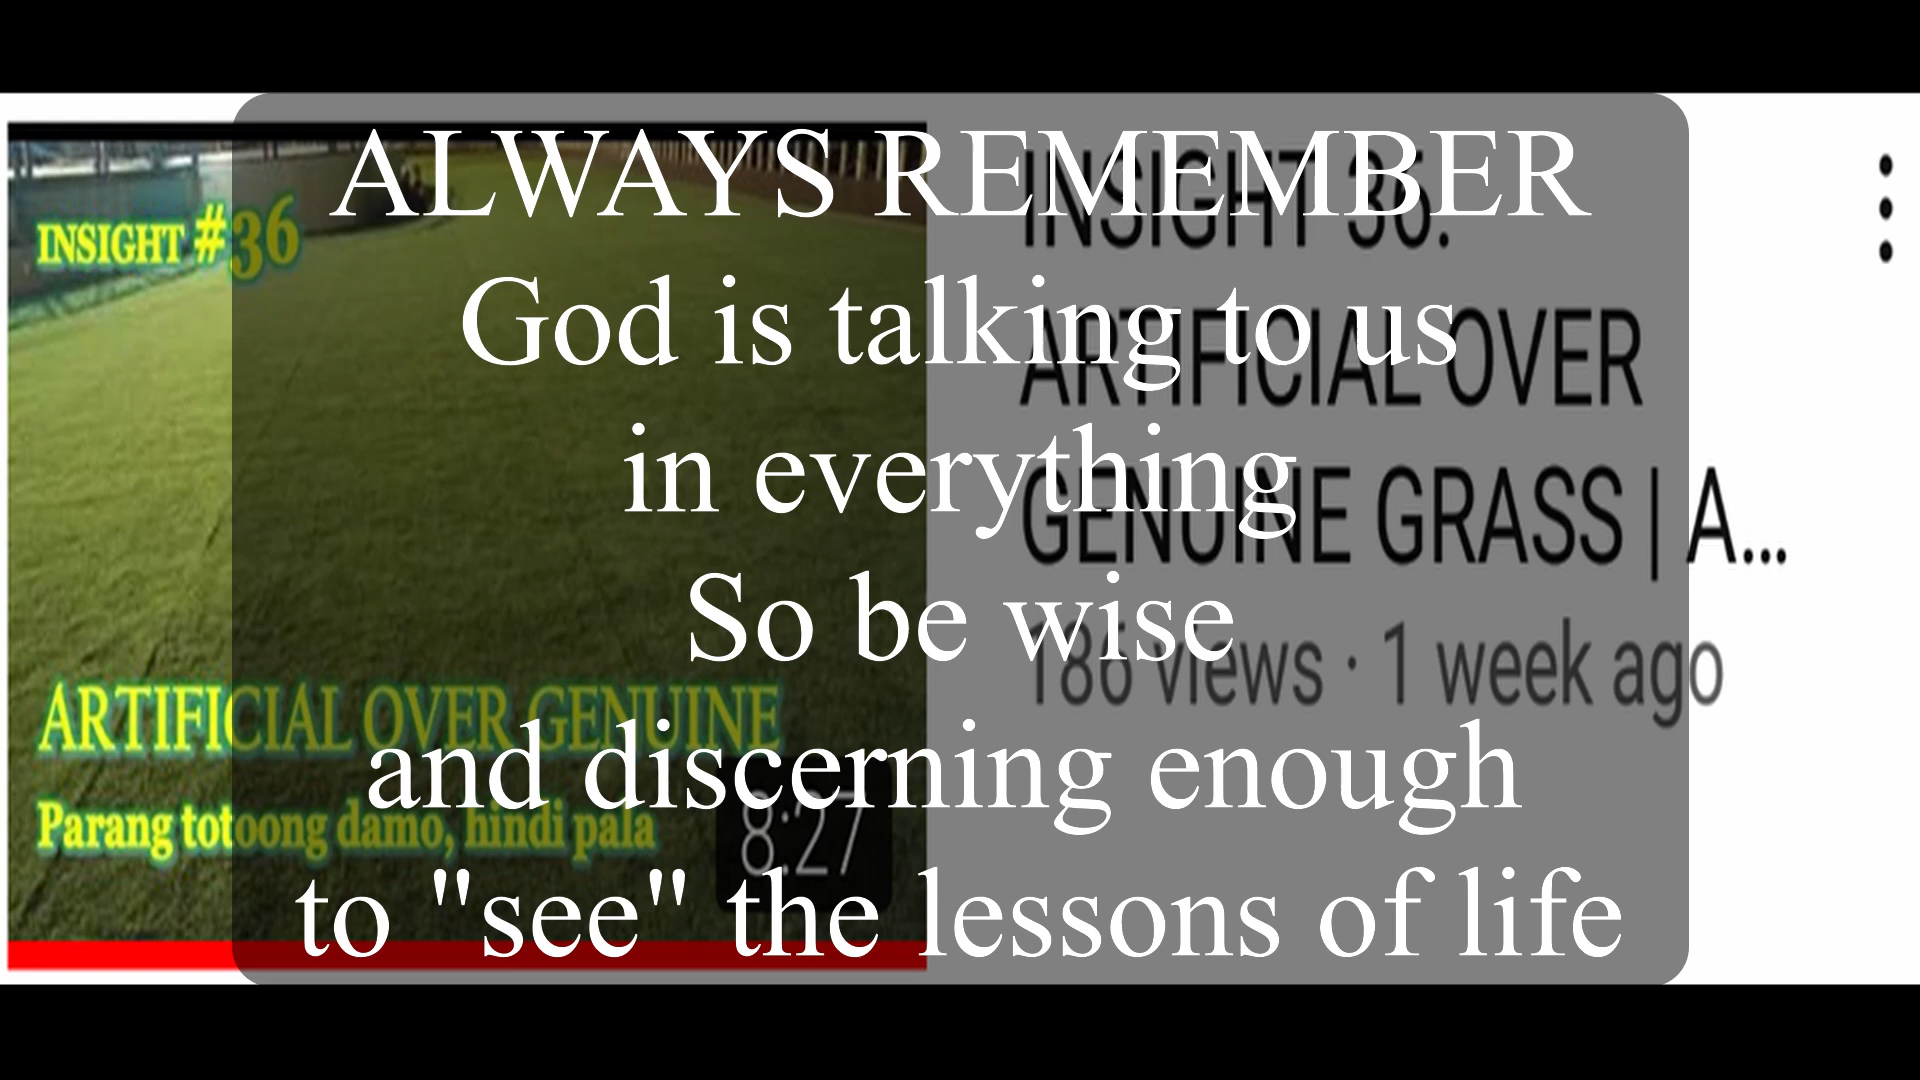 ALWAYS REMEMBER
God is talking to us
in everything
So be wise
and discerning enough
to "see" the lessons of life
INSIGHT #36
ARTIFICIAL OVER GENUINE
Parang totoong damo, hindi pala
8:27
INSIGHT 36:
ARTIFICIAL OVER
GENUINE GRASS | A...
186 views · 1 week ago